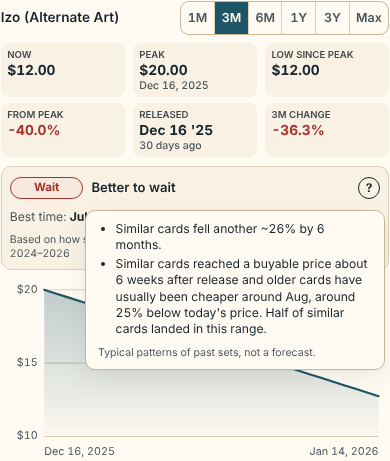 Izo (Alternate Art)
1M 3M 6M 1Y 3Y Max
NOW
$12.00
PEAK
$20.00
Dec 16, 2025
LOW SINCE PEAK
$12.00
FROM PEAK
-40.0%
RELEASED
Dec 16 '25
30 days ago
3M CHANGE
-36.3%
Wait
Better to wait
?
Best time:
Based on how
2024–2026
• Similar cards fell another ~26% by 6
months.
• Similar cards reached a buyable price about
6 weeks after release and older cards have
usually been cheaper around Aug, around
25% below today's price. Half of similar
cards landed in this range.
Typical patterns of past sets, not a forecast.
$20
$15
$10
Dec 16, 2025
Jan 14, 2026